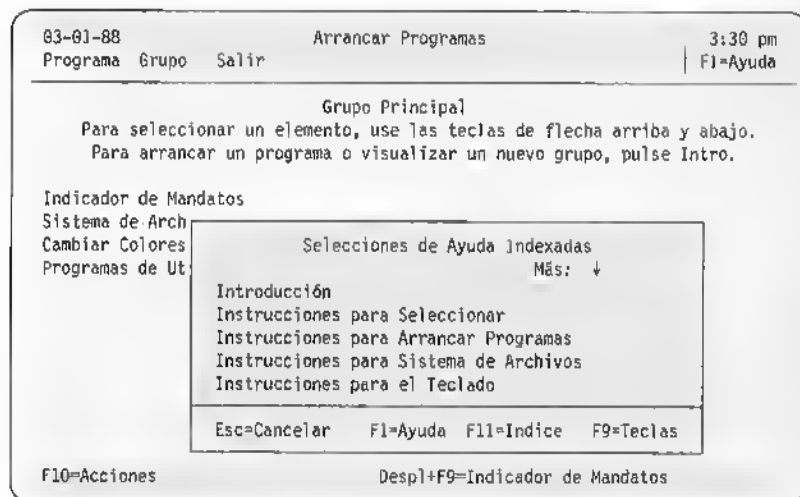 03-01-88 Arrancar Programas 3:30 pm
Programa Grupo Salir F1=Ayuda
Grupo Principal
Para seleccionar un elemento, use las teclas de flecha arriba y abajo.
Para arrancar un programa o visualizar un nuevo grupo, pulse Intro.
Indicador de Mandatos
Sistema de Arch
Cambiar Colores
Programas de Ut
Selecciones de Ayuda Indexadas
Más: ↓
Introducción
Instrucciones para Seleccionar
Instrucciones para Arrancar Programas
Instrucciones para Sistema de Archivos
Instrucciones para el Teclado
Esc=Cancelar F1=Ayuda F11=Indice F9=Teclas
F10=Acciones Despl+F9=Indicador de Mandatos